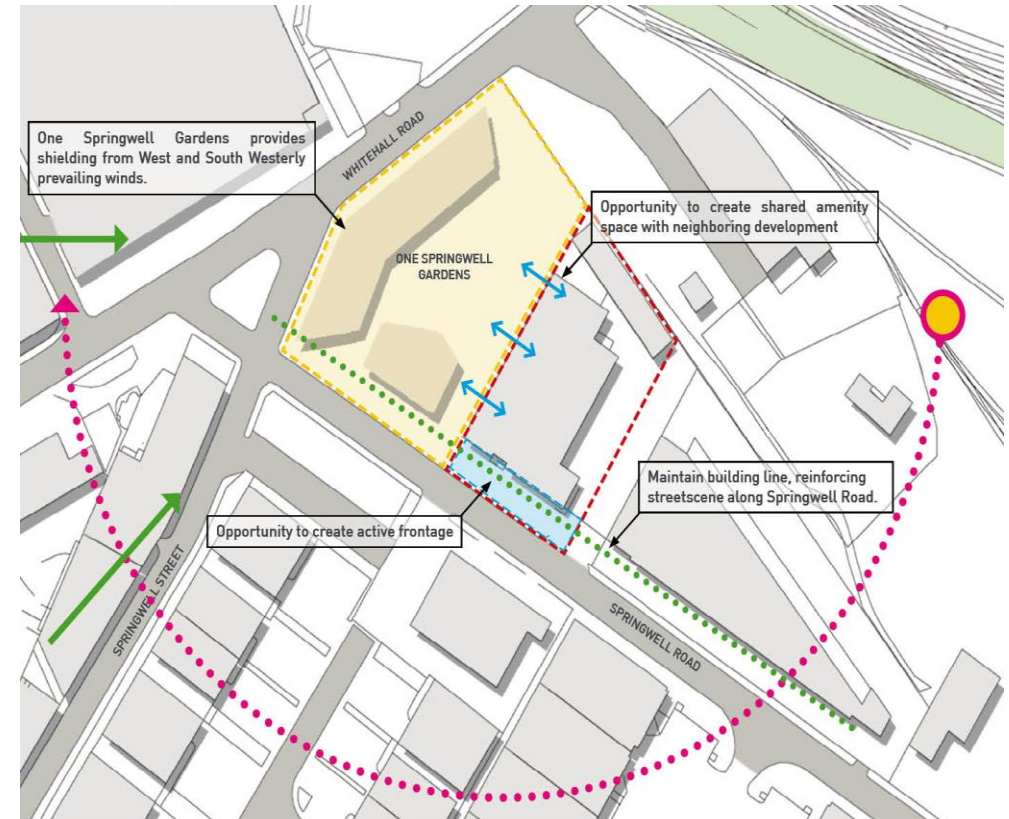 WHITEHALL ROAD
One Springwell Gardens provides
shielding from West and South Westerly
prevailing winds.
Opportunity to create shared amenity
space with neighboring development
ONE SPRINGWELL
GARDENS
Maintain building line, reinforcing
streetscene along Springwell Road.
Opportunity to create active frontage
SPRINGWELL STREET
SPRINGWELL ROAD